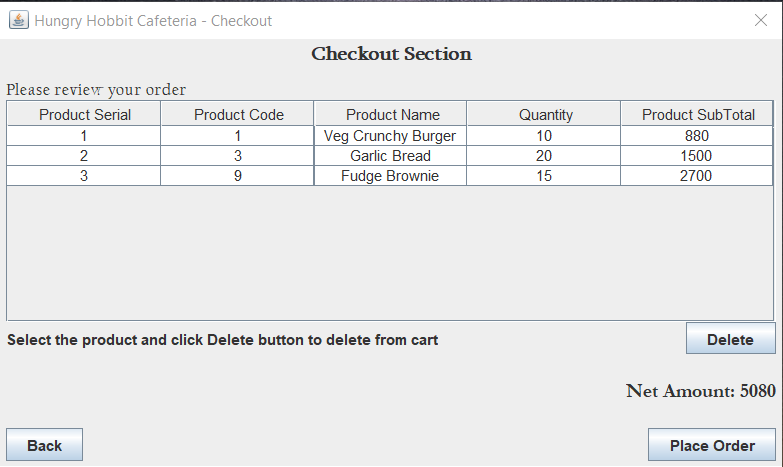 Hungry Hobbit Cafeteria - Checkout
Checkout Section
Please review your order
Product Serial Product Code Product Name Quantity Product SubTotal
1 1 Veg Crunchy Burger 10 880
2 3 Garlic Bread 20 1500
3 9 Fudge Brownie 15 2700
Select the product and click Delete button to delete from cart Delete
Net Amount: 5080
Back Place Order